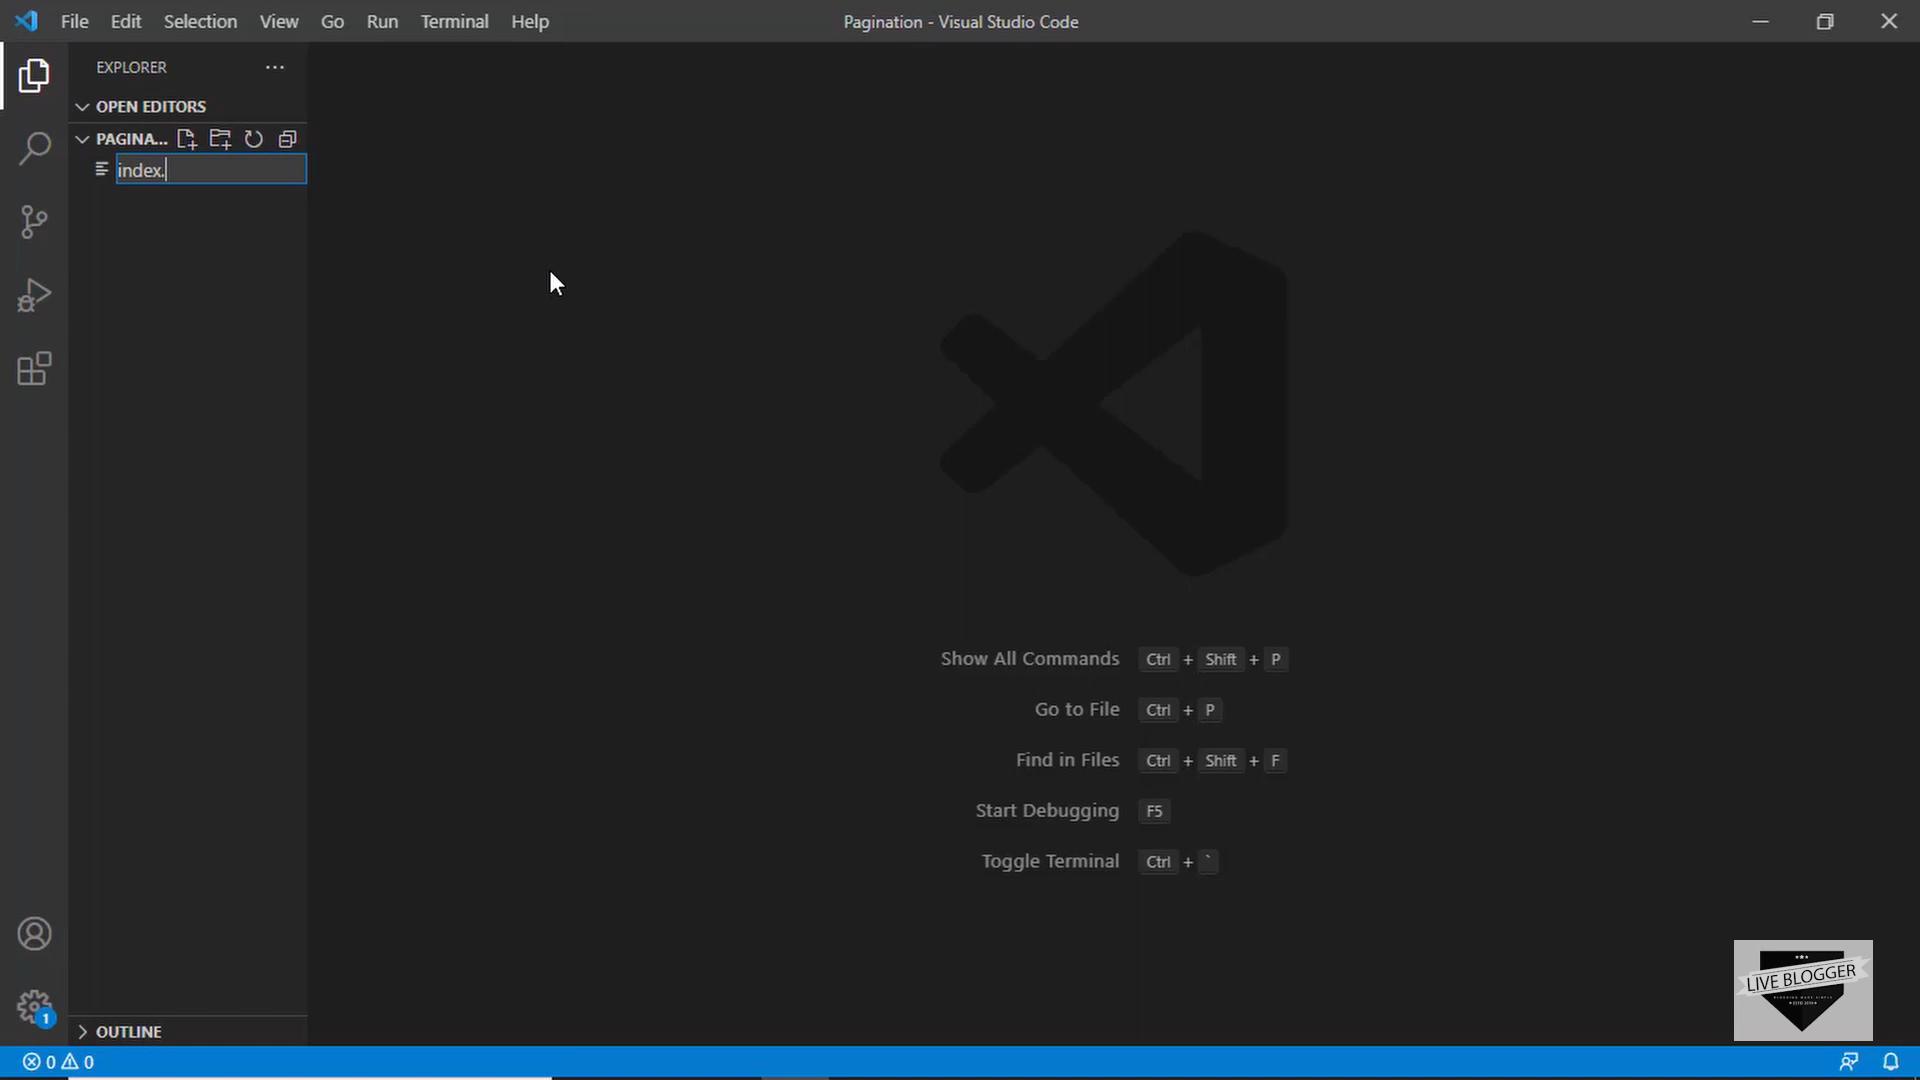 File Edit Selection View Go Run Terminal Help
Pagination - Visual Studio Code
EXPLORER
OPEN EDITORS
PAGINA...
index.
Show All Commands Ctrl + Shift + P
Go to File Ctrl + P
Find in Files Ctrl + Shift + F
Start Debugging F5
Toggle Terminal Ctrl + `
1
OUTLINE
0 0
LIVE BLOGGER